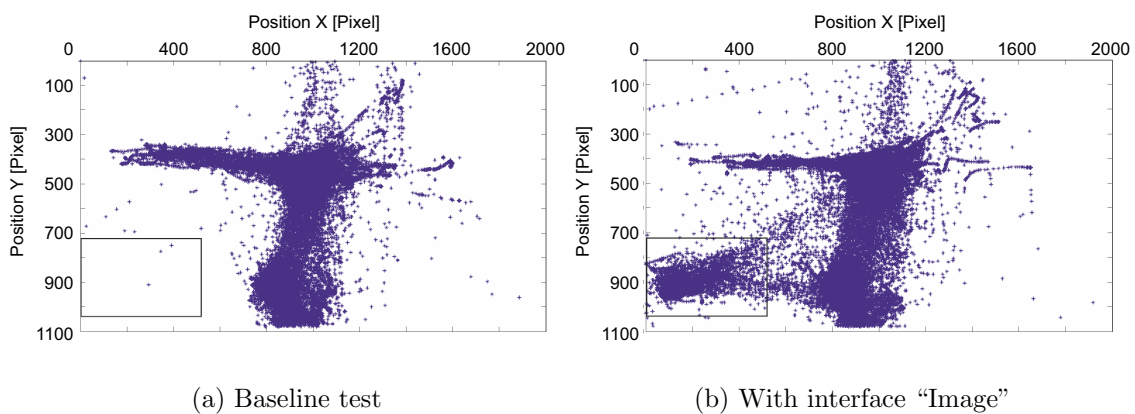 Position X [Pixel]
0 400 800 1200 1600 2000
Position Y [Pixel]
100
300
500
700
900
1100
(a) Baseline test
Position X [Pixel]
0 400 800 1200 1600 2000
Position Y [Pixel]
100
300
500
700
900
1100
(b) With interface “Image”